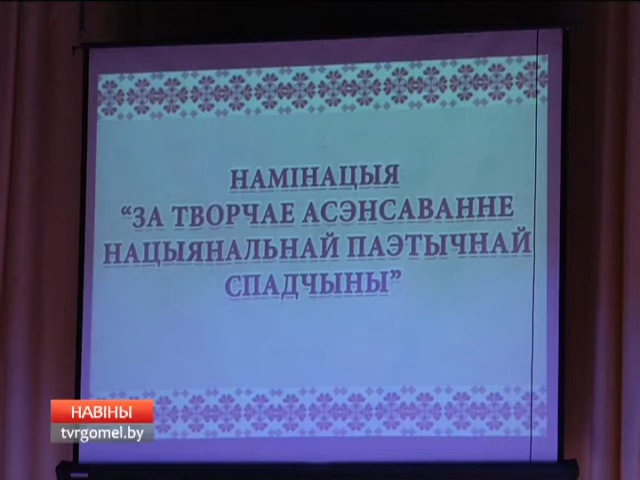 НАМІНАЦЫЯ
“ЗА ТВОРЧАЕ АСЭНСАВАННЕ
НАЦЫЯНАЛЬНАЙ ПАЭТЫЧНАЙ
СПАДЧЫНЫ”
НАВІНЫ
tvrgomel.by